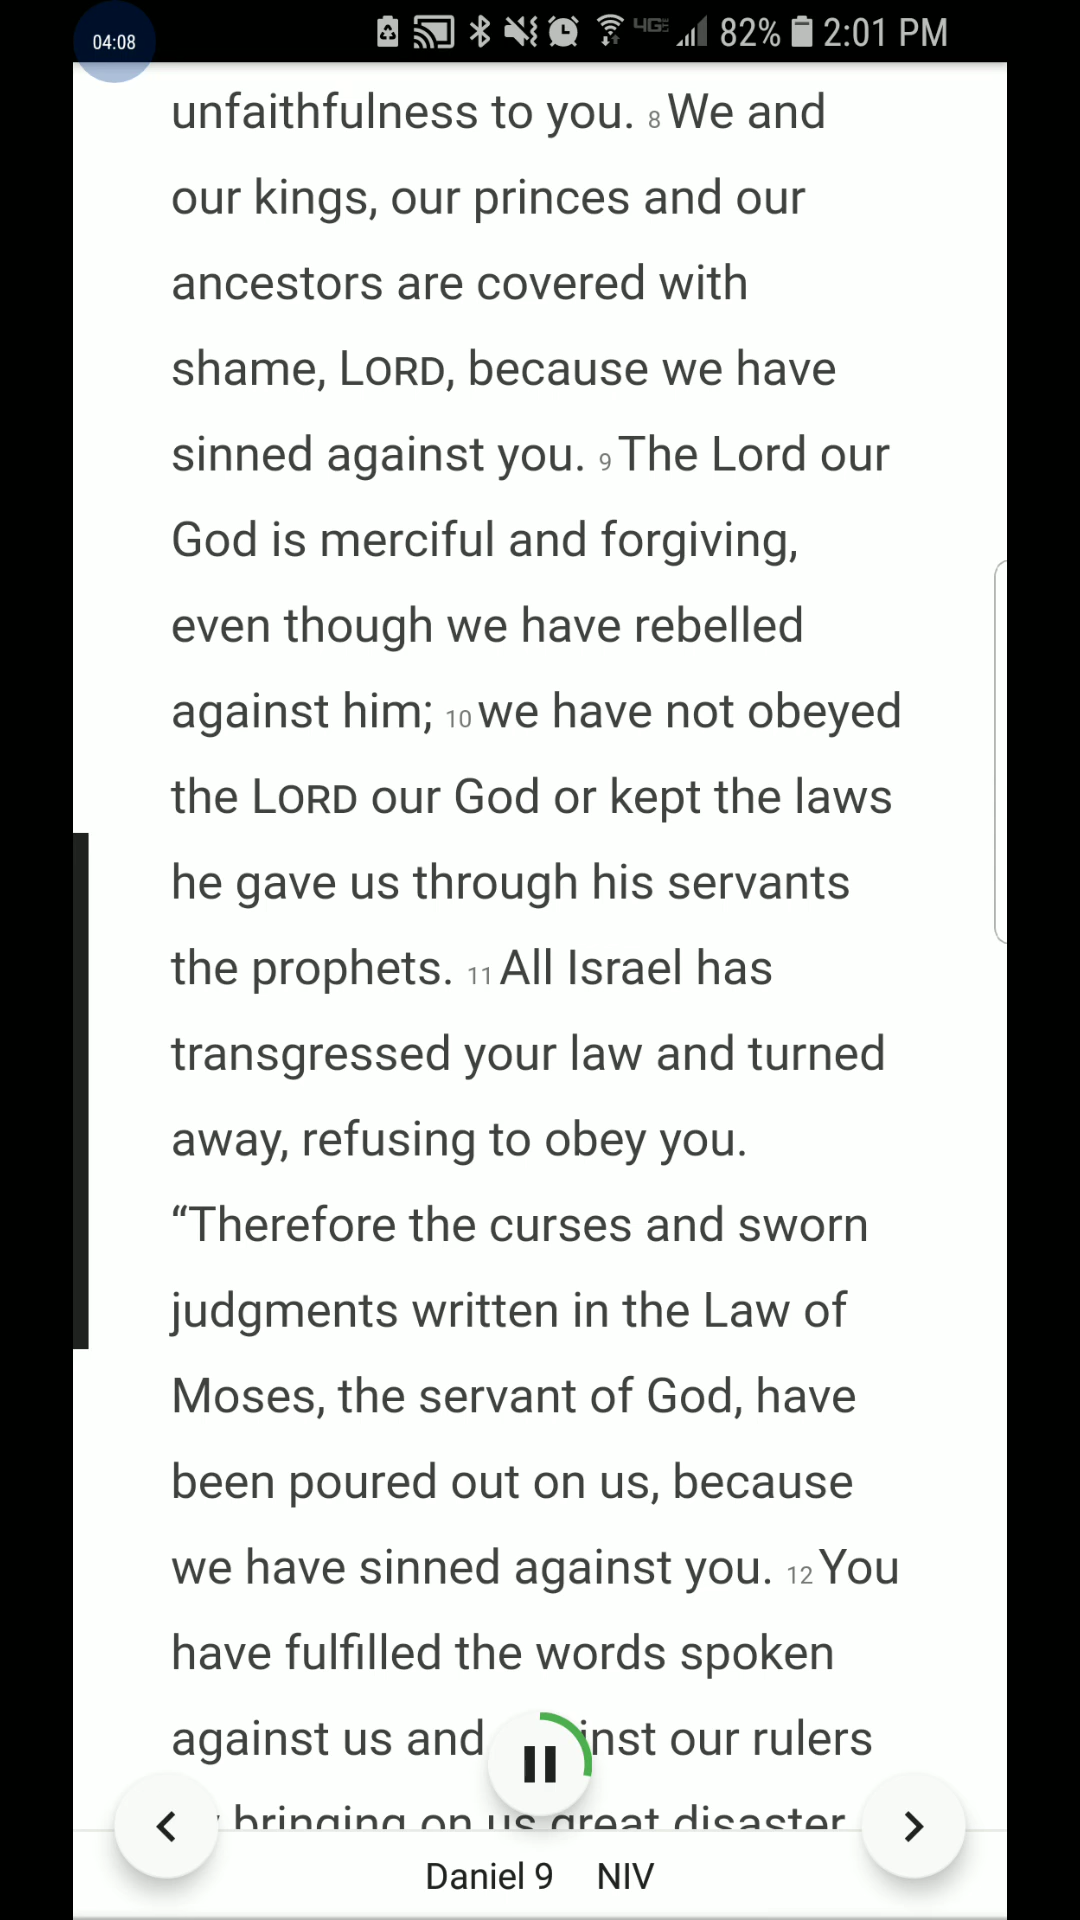 04:08
4GE 82% 2:01 PM
unfaithfulness to you. 8 We and
our kings, our princes and our
ancestors are covered with
shame, LORD, because we have
sinned against you. 9 The Lord our
God is merciful and forgiving,
even though we have rebelled
against him; 10 we have not obeyed
the LORD our God or kept the laws
he gave us through his servants
the prophets. 11 All Israel has
transgressed your law and turned
away, refusing to obey you.
“Therefore the curses and sworn
judgments written in the Law of
Moses, the servant of God, have
been poured out on us, because
we have sinned against you. 12 You
have fulfilled the words spoken
against us and inst our rulers
bringing on us great disaster
Daniel 9 NIV